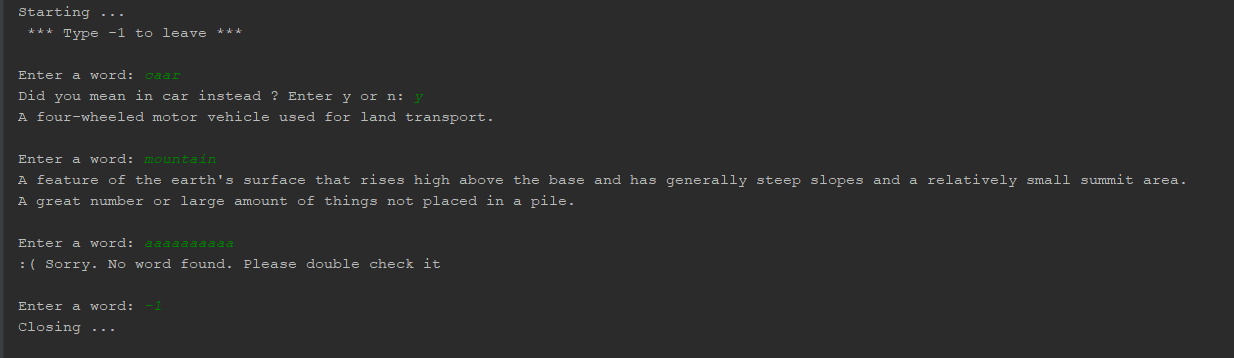 Starting ...
*** Type -1 to leave ***
Enter a word: caar
Did you mean in car instead ? Enter y or n: y
A four-wheeled motor vehicle used for land transport.
Enter a word: mountain
A feature of the earth's surface that rises high above the base and has generally steep slopes and a relatively small summit area.
A great number or large amount of things not placed in a pile.
Enter a word: aaaaaaaaaa
:( Sorry. No word found. Please double check it
Enter a word: -1
Closing ...